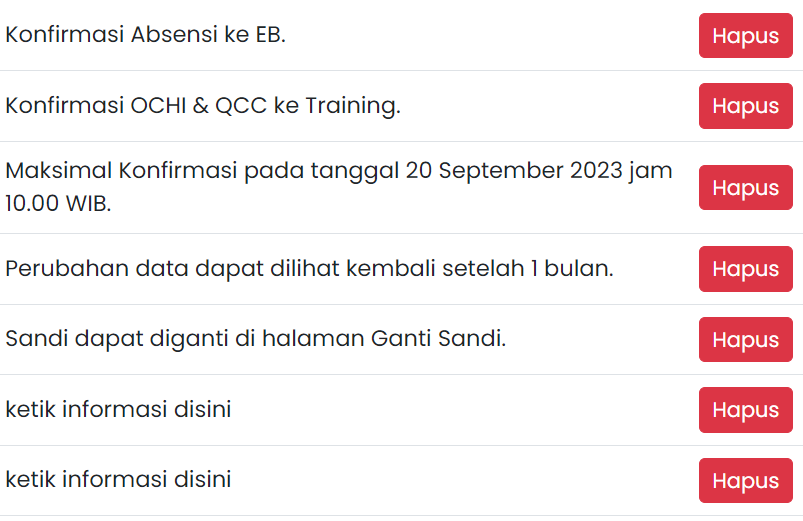 Konfirmasi Absensi ke EB.
Hapus
Konfirmasi OCHI & QCC ke Training.
Hapus
Maksimal Konfirmasi pada tanggal 20 September 2023 jam
10.00 WIB.
Hapus
Perubahan data dapat dilihat kembali setelah 1 bulan.
Hapus
Sandi dapat diganti di halaman Ganti Sandi.
Hapus
ketik informasi disini
Hapus
ketik informasi disini
Hapus